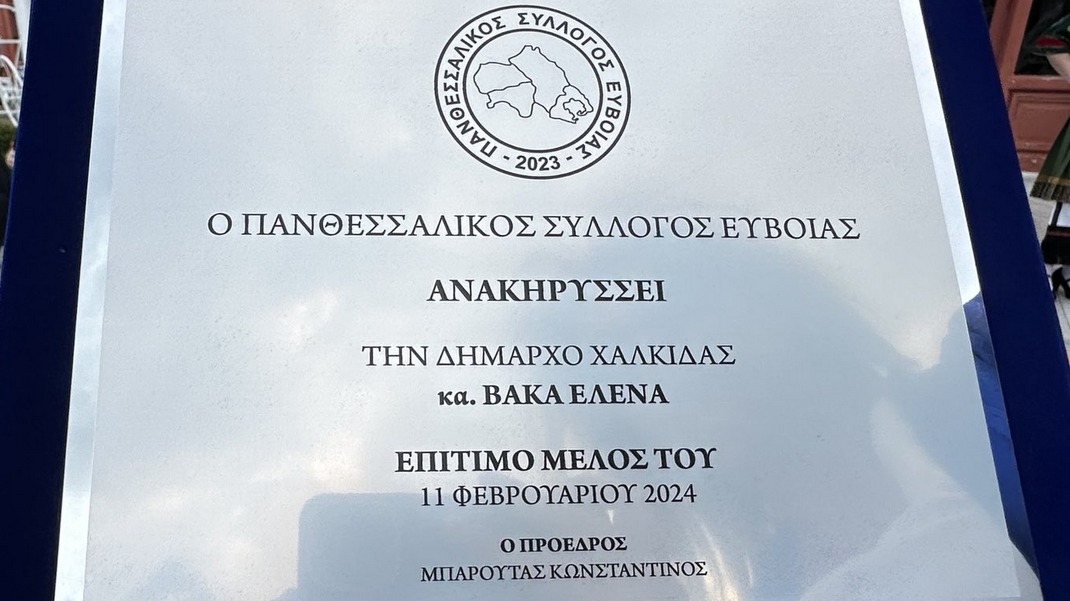 ΠΑΝΘΕΣΣΑΛΙΚΟΣ ΣΥΛΛΟΓΟΣ ΕΥΒΟΙΑΣ
- 2023 -
Ο ΠΑΝΘΕΣΣΑΛΙΚΟΣ ΣΥΛΛΟΓΟΣ ΕΥΒΟΙΑΣ
ΑΝΑΚΗΡΥΣΣΕΙ
ΤΗΝ ΔΗΜΑΡΧΟ ΧΑΛΚΙΔΑΣ
κα. ΒΑΚΑ ΕΛΕΝΑ
ΕΠΙΤΙΜΟ ΜΕΛΟΣ ΤΟΥ
11 ΦΕΒΡΟΥΑΡΙΟΥ 2024
Ο ΠΡΟΕΔΡΟΣ
ΜΠΑΡΟΥΤΑΣ ΚΩΝΣΤΑΝΤΙΝΟΣ